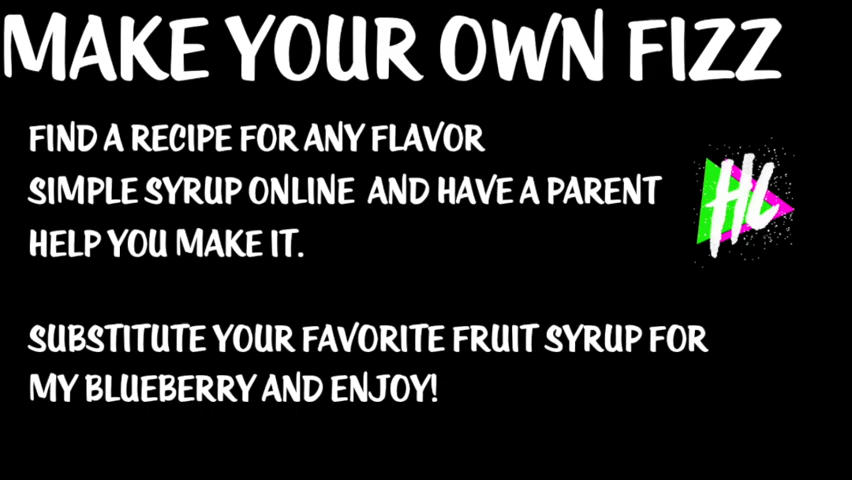 MAKE YOUR OWN FIZZ
FIND A RECIPE FOR ANY FLAVOR
SIMPLE SYRUP ONLINE AND HAVE A PARENT
HELP YOU MAKE IT.
HL
SUBSTITUTE YOUR FAVORITE FRUIT SYRUP FOR
MY BLUEBERRY AND ENJOY!